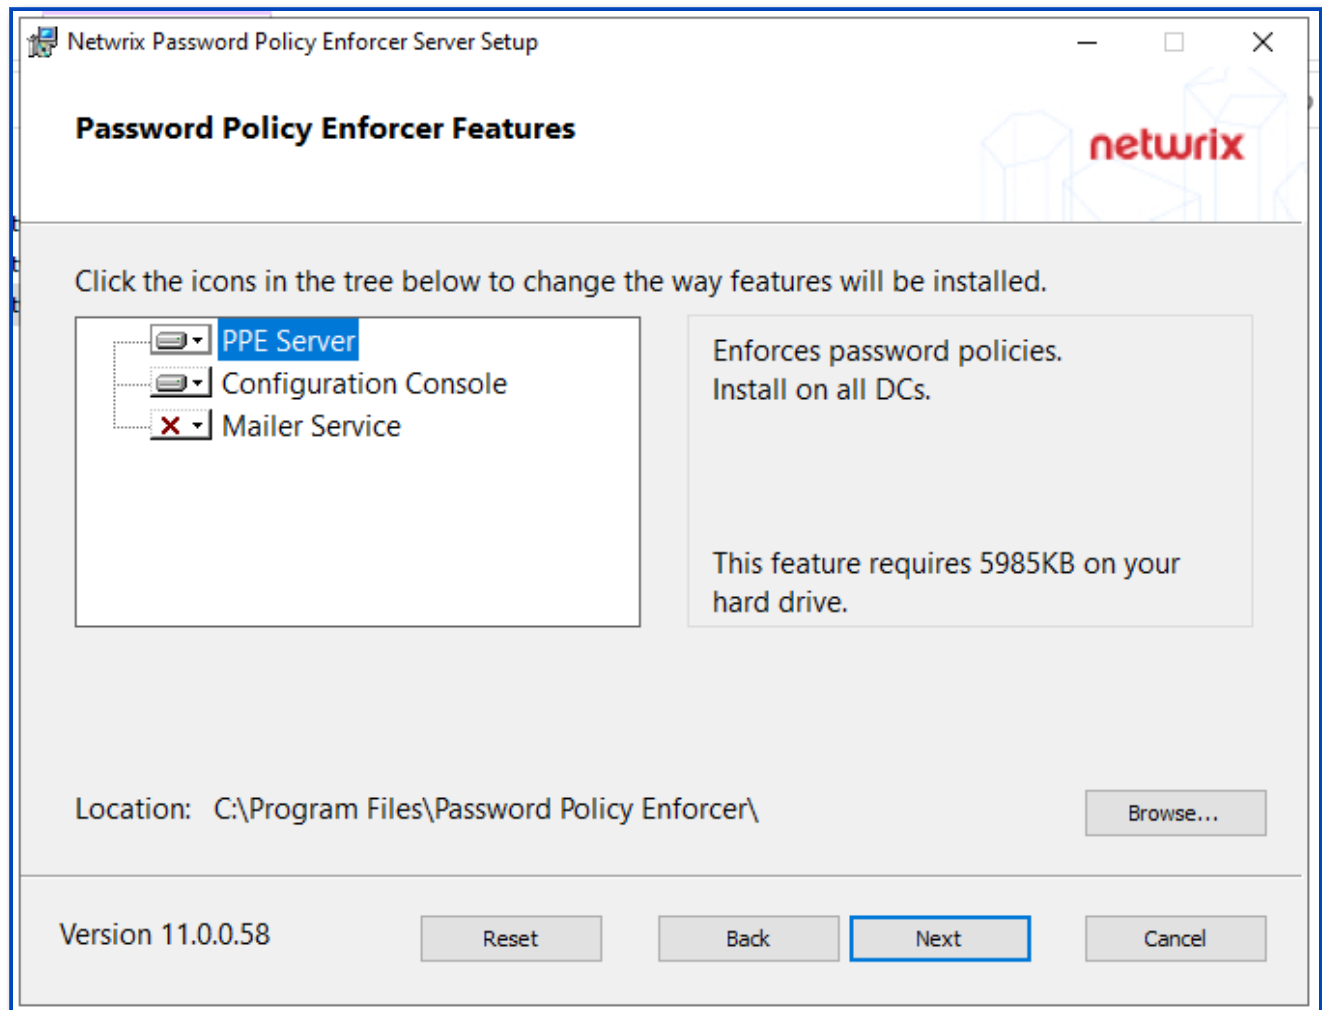 Netwrix Password Policy Enforcer Server Setup
Password Policy Enforcer Features
netwrix
Click the icons in the tree below to change the way features will be installed.
PPE Server
Configuration Console
Mailer Service
Enforces password policies.
Install on all DCs.
This feature requires 5985KB on your
hard drive.
Location: C:\Program Files\Password Policy Enforcer\
Browse...
Version 11.0.0.58
Reset
Back
Next
Cancel